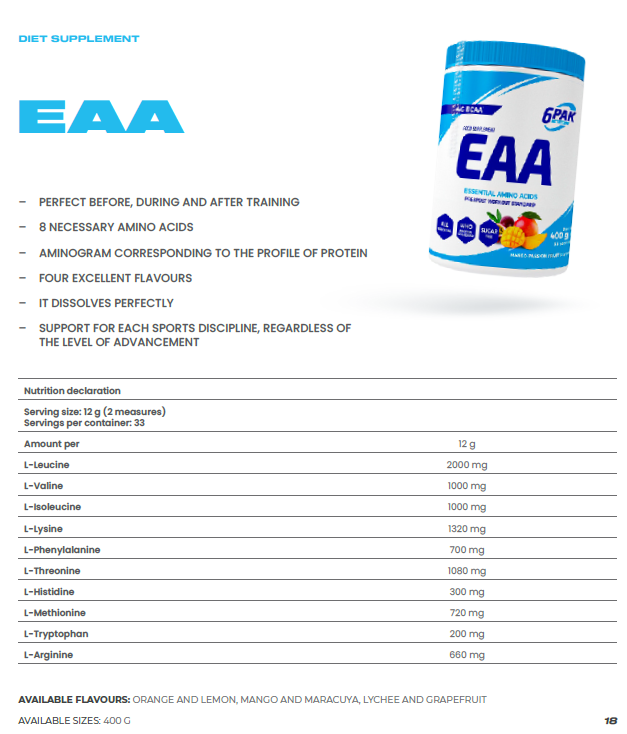 DIET SUPPLEMENT
EAA
6PAK
EAA
ESSENTIAL AMINO ACIDS
400 g
– PERFECT BEFORE, DURING AND AFTER TRAINING
– 8 NECESSARY AMINO ACIDS
– AMINOGRAM CORRESPONDING TO THE PROFILE OF PROTEIN
– FOUR EXCELLENT FLAVOURS
– IT DISSOLVES PERFECTLY
– SUPPORT FOR EACH SPORTS DISCIPLINE, REGARDLESS OF
THE LEVEL OF ADVANCEMENT
Nutrition declaration
Serving size: 12 g (2 measures)
Servings per container: 33
Amount per 12 g
L-Leucine 2000 mg
L-Valine 1000 mg
L-Isoleucine 1000 mg
L-Lysine 1320 mg
L-Phenylalanine 700 mg
L-Threonine 1080 mg
L-Histidine 300 mg
L-Methionine 720 mg
L-Tryptophan 200 mg
L-Arginine 660 mg
AVAILABLE FLAVOURS: ORANGE AND LEMON, MANGO AND MARACUYA, LYCHEE AND GRAPEFRUIT
AVAILABLE SIZES: 400 G
18